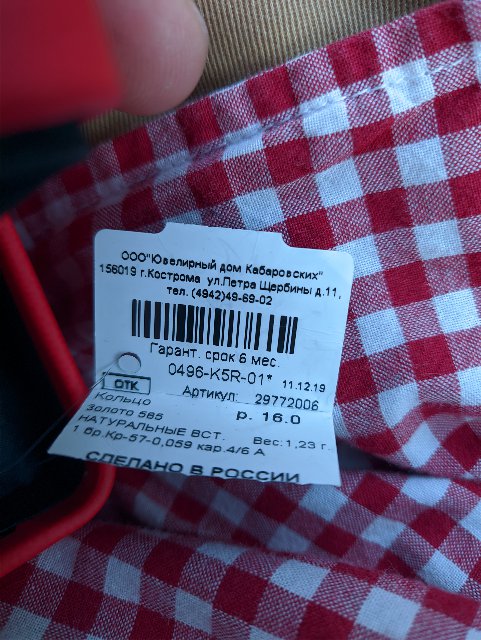 ООО"Ювелирный дом Кабаровских"
156019 г.Кострома ул.Петра Щербины д.11,
тел. (4942)49-69-02
Гарант. срок 6 мес.
0496-K5R-01* 11.12.19
ОТК Артикул: 29772006
Кольцо р. 16.0
Золото 585
НАТУРАЛЬНЫЕ ВСТ. Вес:1,23 г.
1 бр.Кр-57-0,059 кар.4/6 А
СДЕЛАНО В РОССИИ